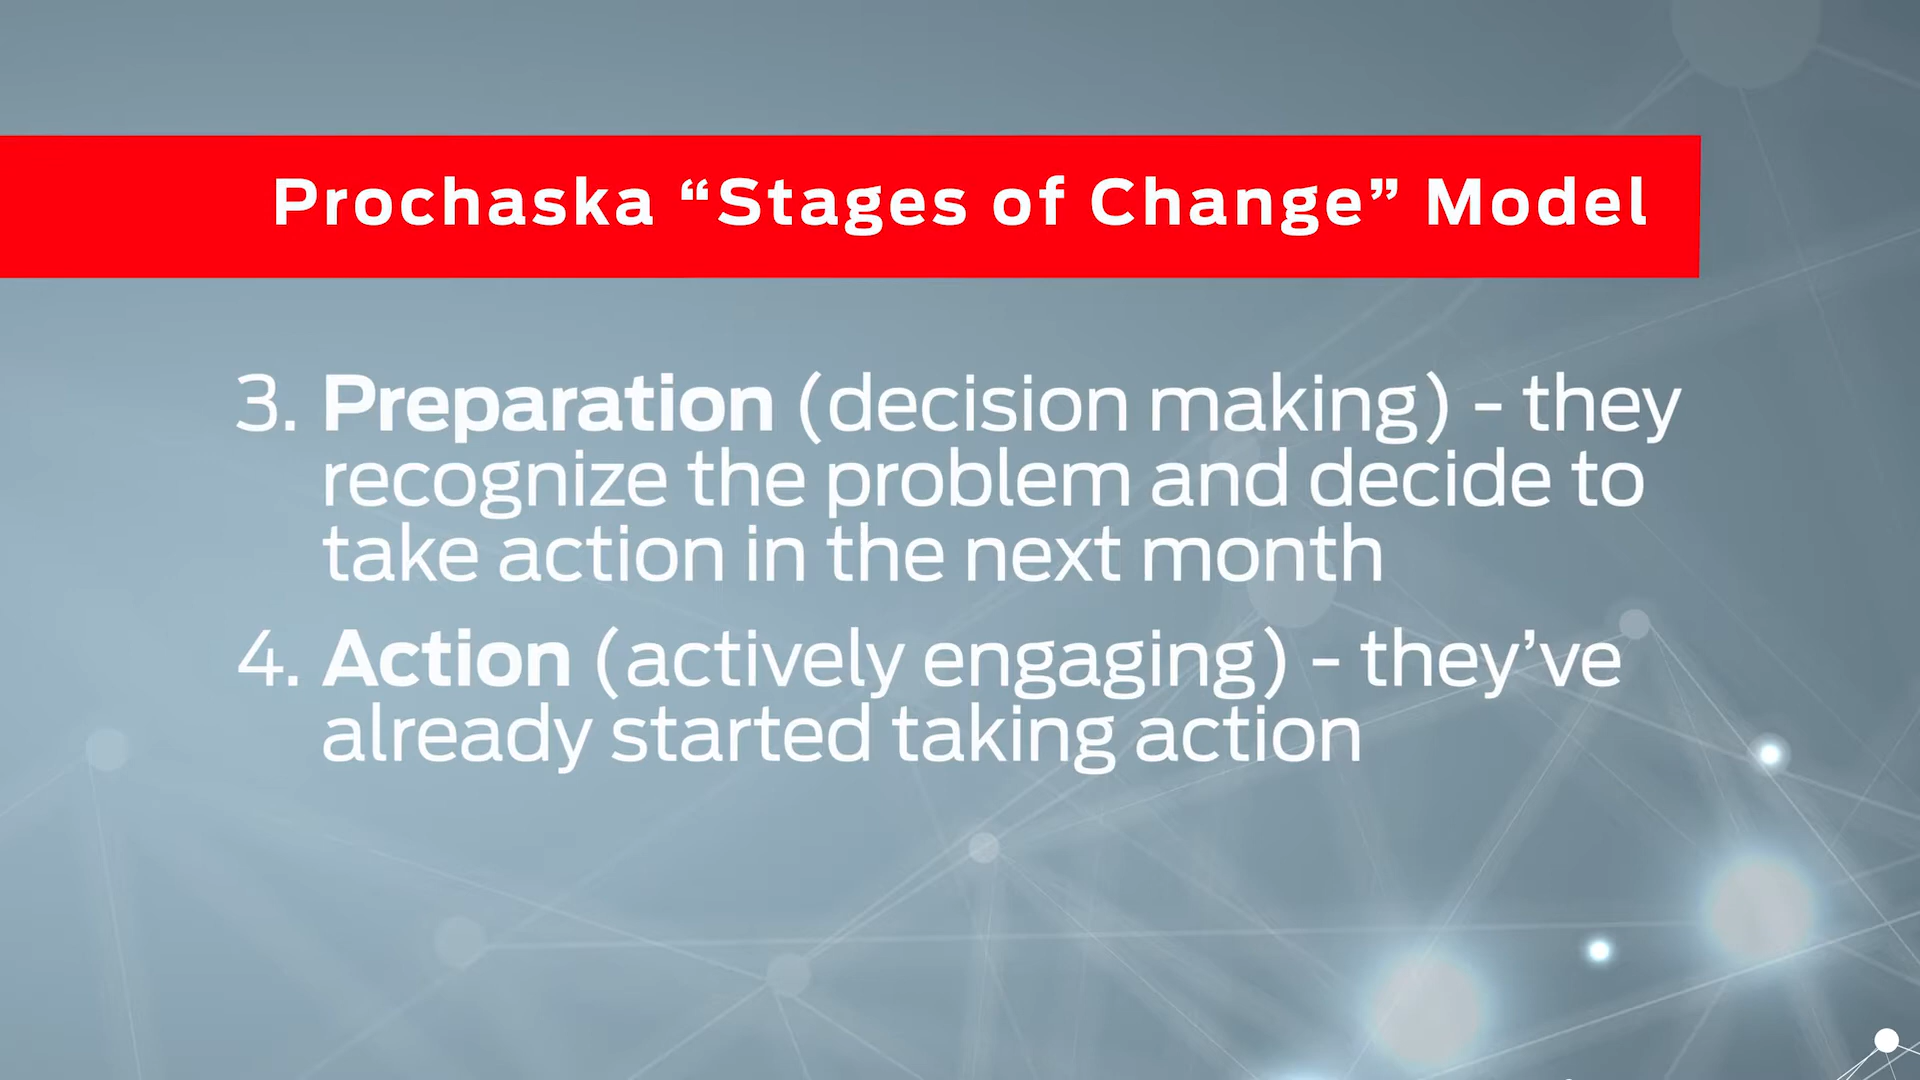 Prochaska “Stages of Change” Model
3. Preparation (decision making) - they
recognize the problem and decide to
take action in the next month
4. Action (actively engaging) - they’ve
already started taking action